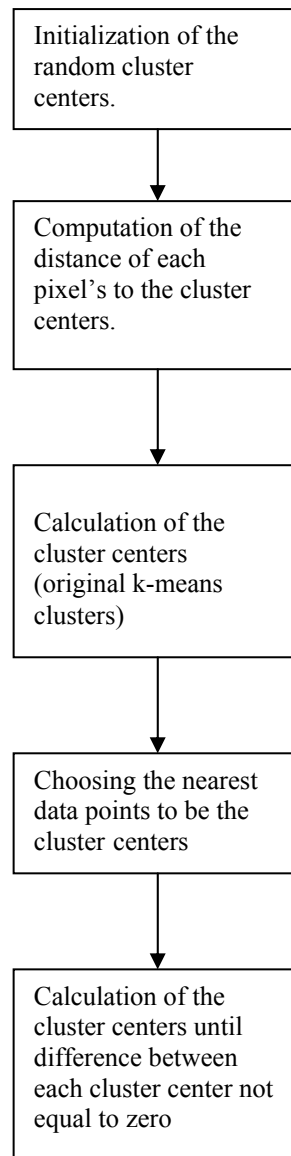 Initialization of the
random cluster
centers.
Computation of the
distance of each
pixel's to the cluster
centers.
Calculation of the
cluster centers
(original k-means
clusters)
Choosing the nearest
data points to be the
cluster centers
Calculation of the
cluster centers until
difference between
each cluster center not
equal to zero